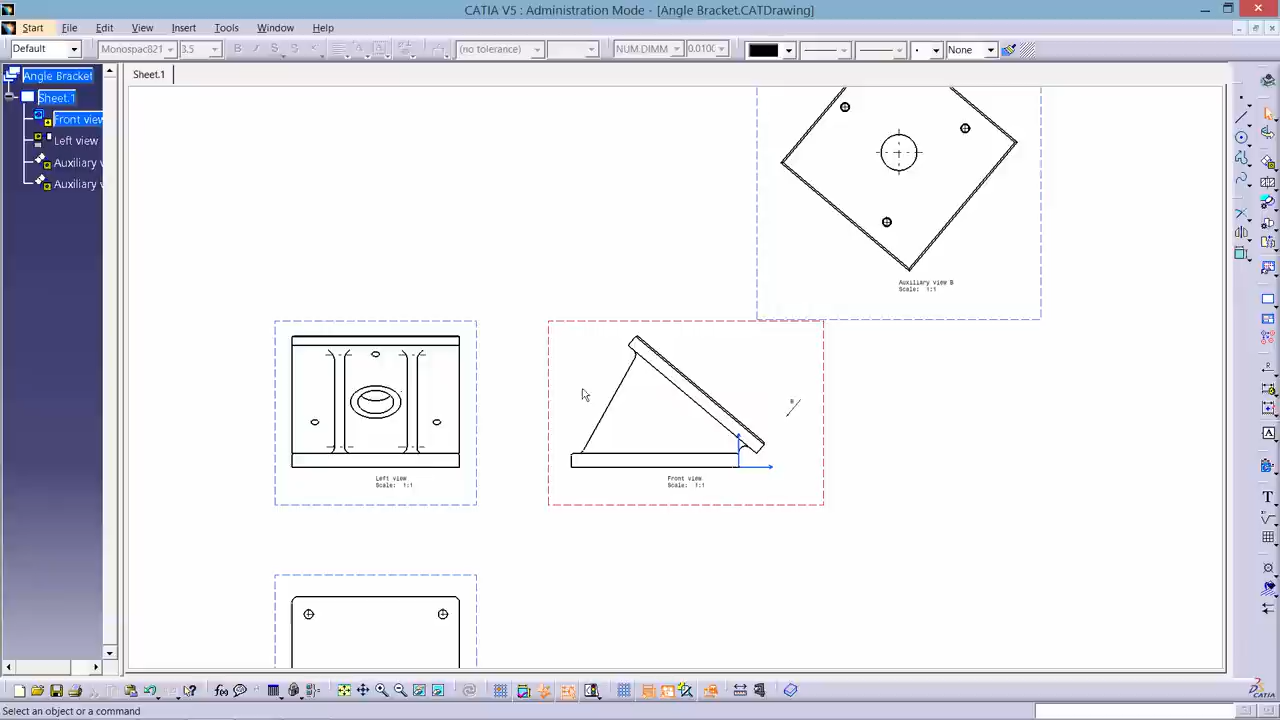 CATIA V5 : Administration Mode - [Angle Bracket.CATDrawing]
Start File Edit View Insert Tools Window Help
Default Monospac821 3.5 (no tolerance) NUM.DIMM 0.0100 None
Angle Bracket
Sheet.1
Front view
Left view
Auxiliary v
Auxiliary v
Sheet.1
Auxiliary view B
Scale: 1:1
Left view
Scale: 1:1
Front view
Scale: 1:1
Select an object or a command